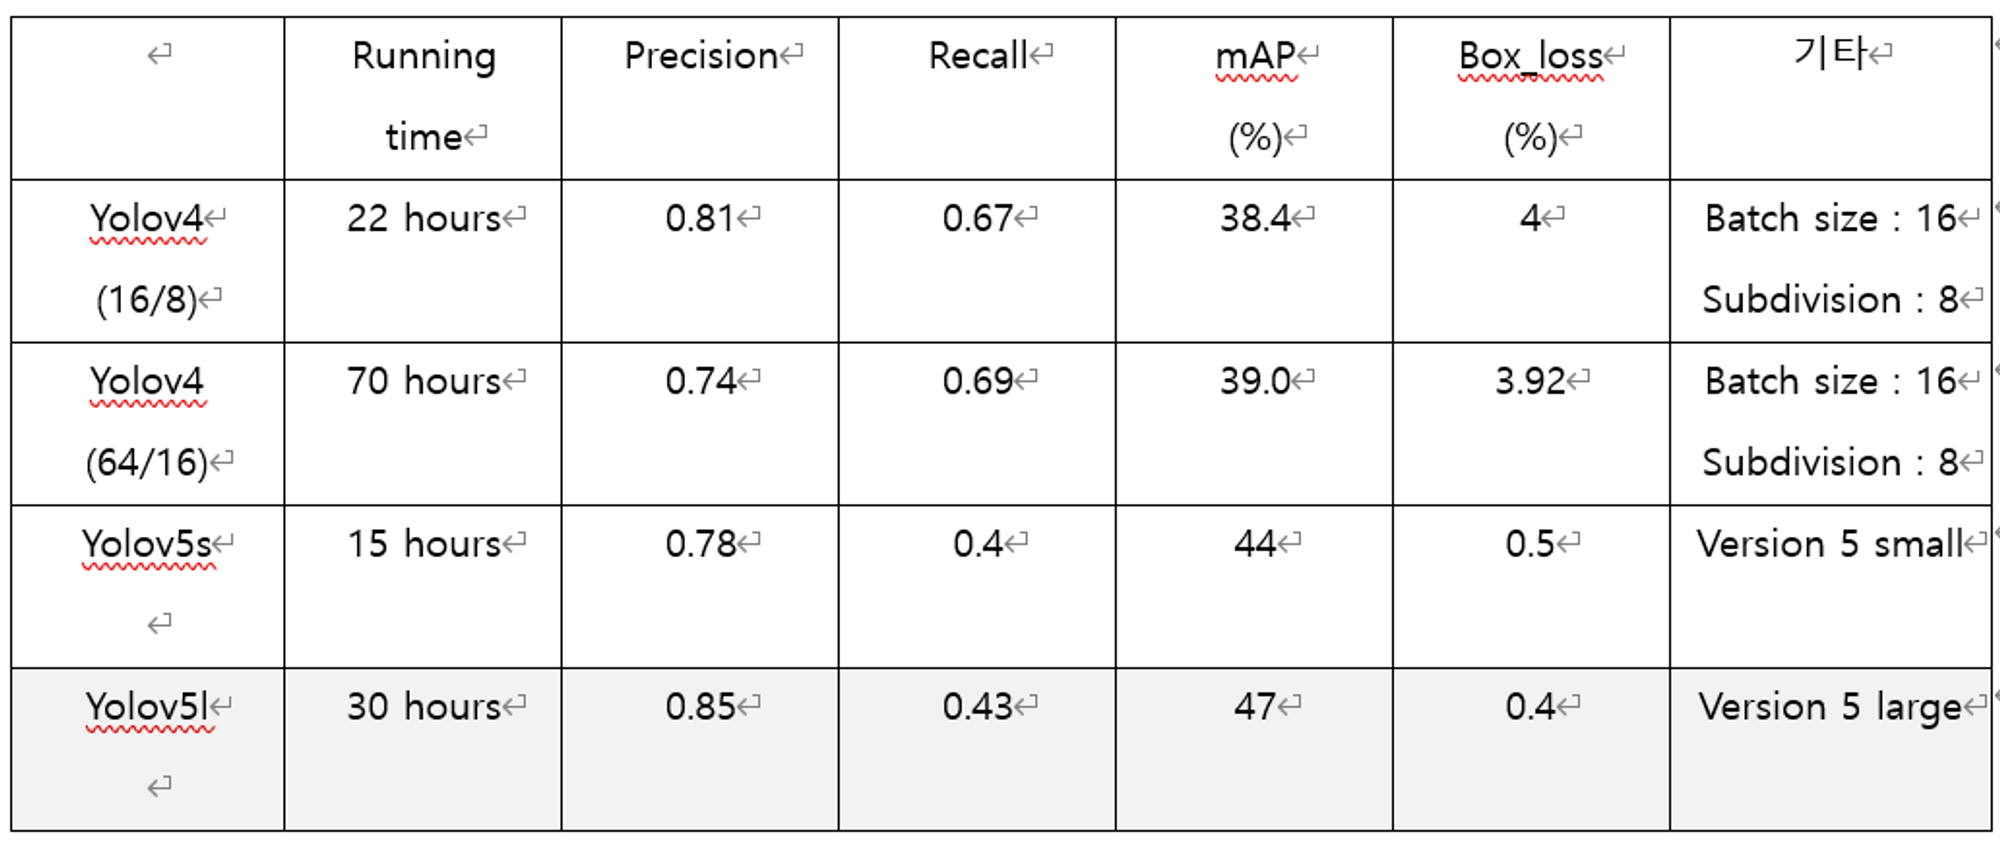 Running time Precision Recall mAP (%) Box_loss (%) 기타
Yolov4 (16/8) 22 hours 0.81 0.67 38.4 4 Batch size : 16 Subdivision : 8
Yolov4 (64/16) 70 hours 0.74 0.69 39.0 3.92 Batch size : 16 Subdivision : 8
Yolov5s 15 hours 0.78 0.4 44 0.5 Version 5 small
Yolov5l 30 hours 0.85 0.43 47 0.4 Version 5 large